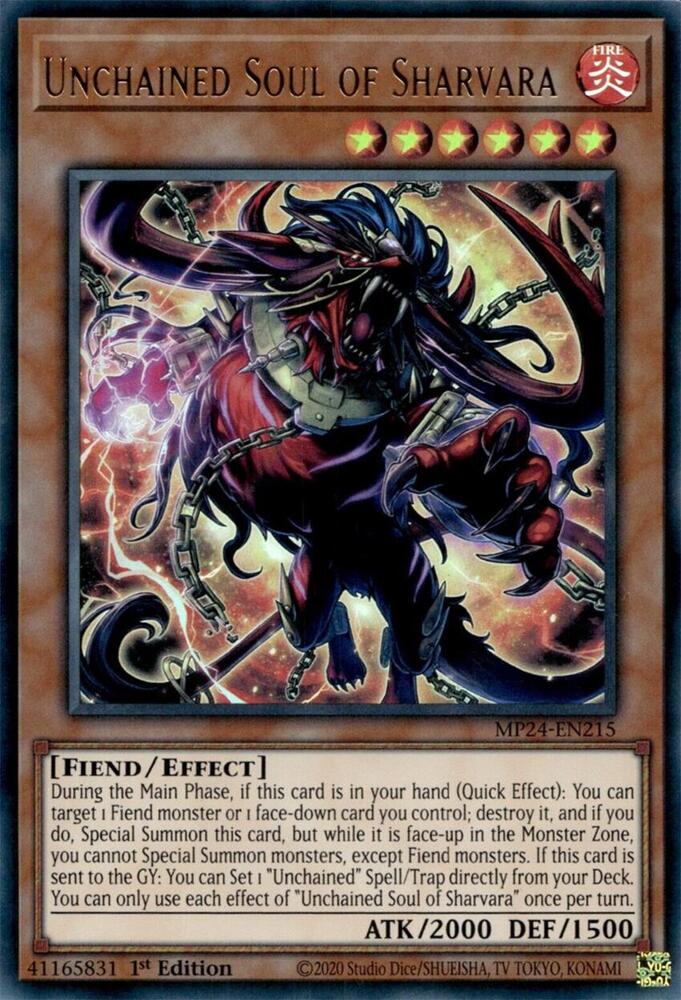 UNCHAINED SOUL OF SHARVARA
FIRE
炎
MP24-EN215
[FIEND/EFFECT]
During the Main Phase, if this card is in your hand (Quick Effect): You can
target 1 Fiend monster or 1 face-down card you control; destroy it, and if you
do, Special Summon this card, but while it is face-up in the Monster Zone,
you cannot Special Summon monsters, except Fiend monsters. If this card is
sent to the GY: You can Set 1 "Unchained" Spell/Trap directly from your Deck.
You can only use each effect of "Unchained Soul of Sharvara" once per turn.
ATK/2000 DEF/1500
41165831 1st Edition ©2020 Studio Dice/SHUEISHA, TV TOKYO, KONAMI